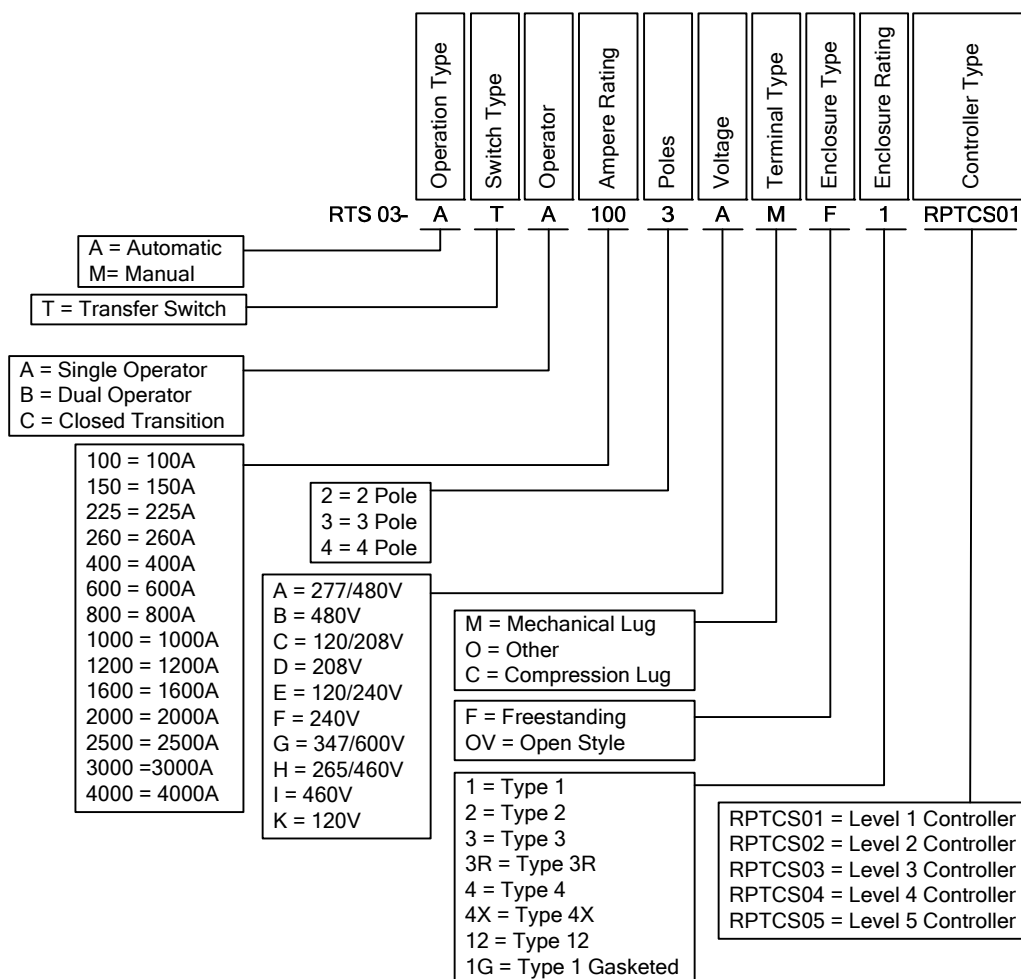 Operation Type
Switch Type
Operator
Ampere Rating
Poles
Voltage
Terminal Type
Enclosure Type
Enclosure Rating
Controller Type
RTS 03- A T A 100 3 A M F 1 RPTCS01
A = Automatic
M= Manual
T = Transfer Switch
A = Single Operator
B = Dual Operator
C = Closed Transition
100 = 100A
150 = 150A
225 = 225A
260 = 260A
400 = 400A
600 = 600A
800 = 800A
1000 = 1000A
1200 = 1200A
1600 = 1600A
2000 = 2000A
2500 = 2500A
3000 =3000A
4000 = 4000A
2 = 2 Pole
3 = 3 Pole
4 = 4 Pole
A = 277/480V
B = 480V
C = 120/208V
D = 208V
E = 120/240V
F = 240V
G = 347/600V
H = 265/460V
I = 460V
K = 120V
M = Mechanical Lug
O = Other
C = Compression Lug
F = Freestanding
OV = Open Style
1 = Type 1
2 = Type 2
3 = Type 3
3R = Type 3R
4 = Type 4
4X = Type 4X
12 = Type 12
1G = Type 1 Gasketed
RPTCS01 = Level 1 Controller
RPTCS02 = Level 2 Controller
RPTCS03 = Level 3 Controller
RPTCS04 = Level 4 Controller
RPTCS05 = Level 5 Controller